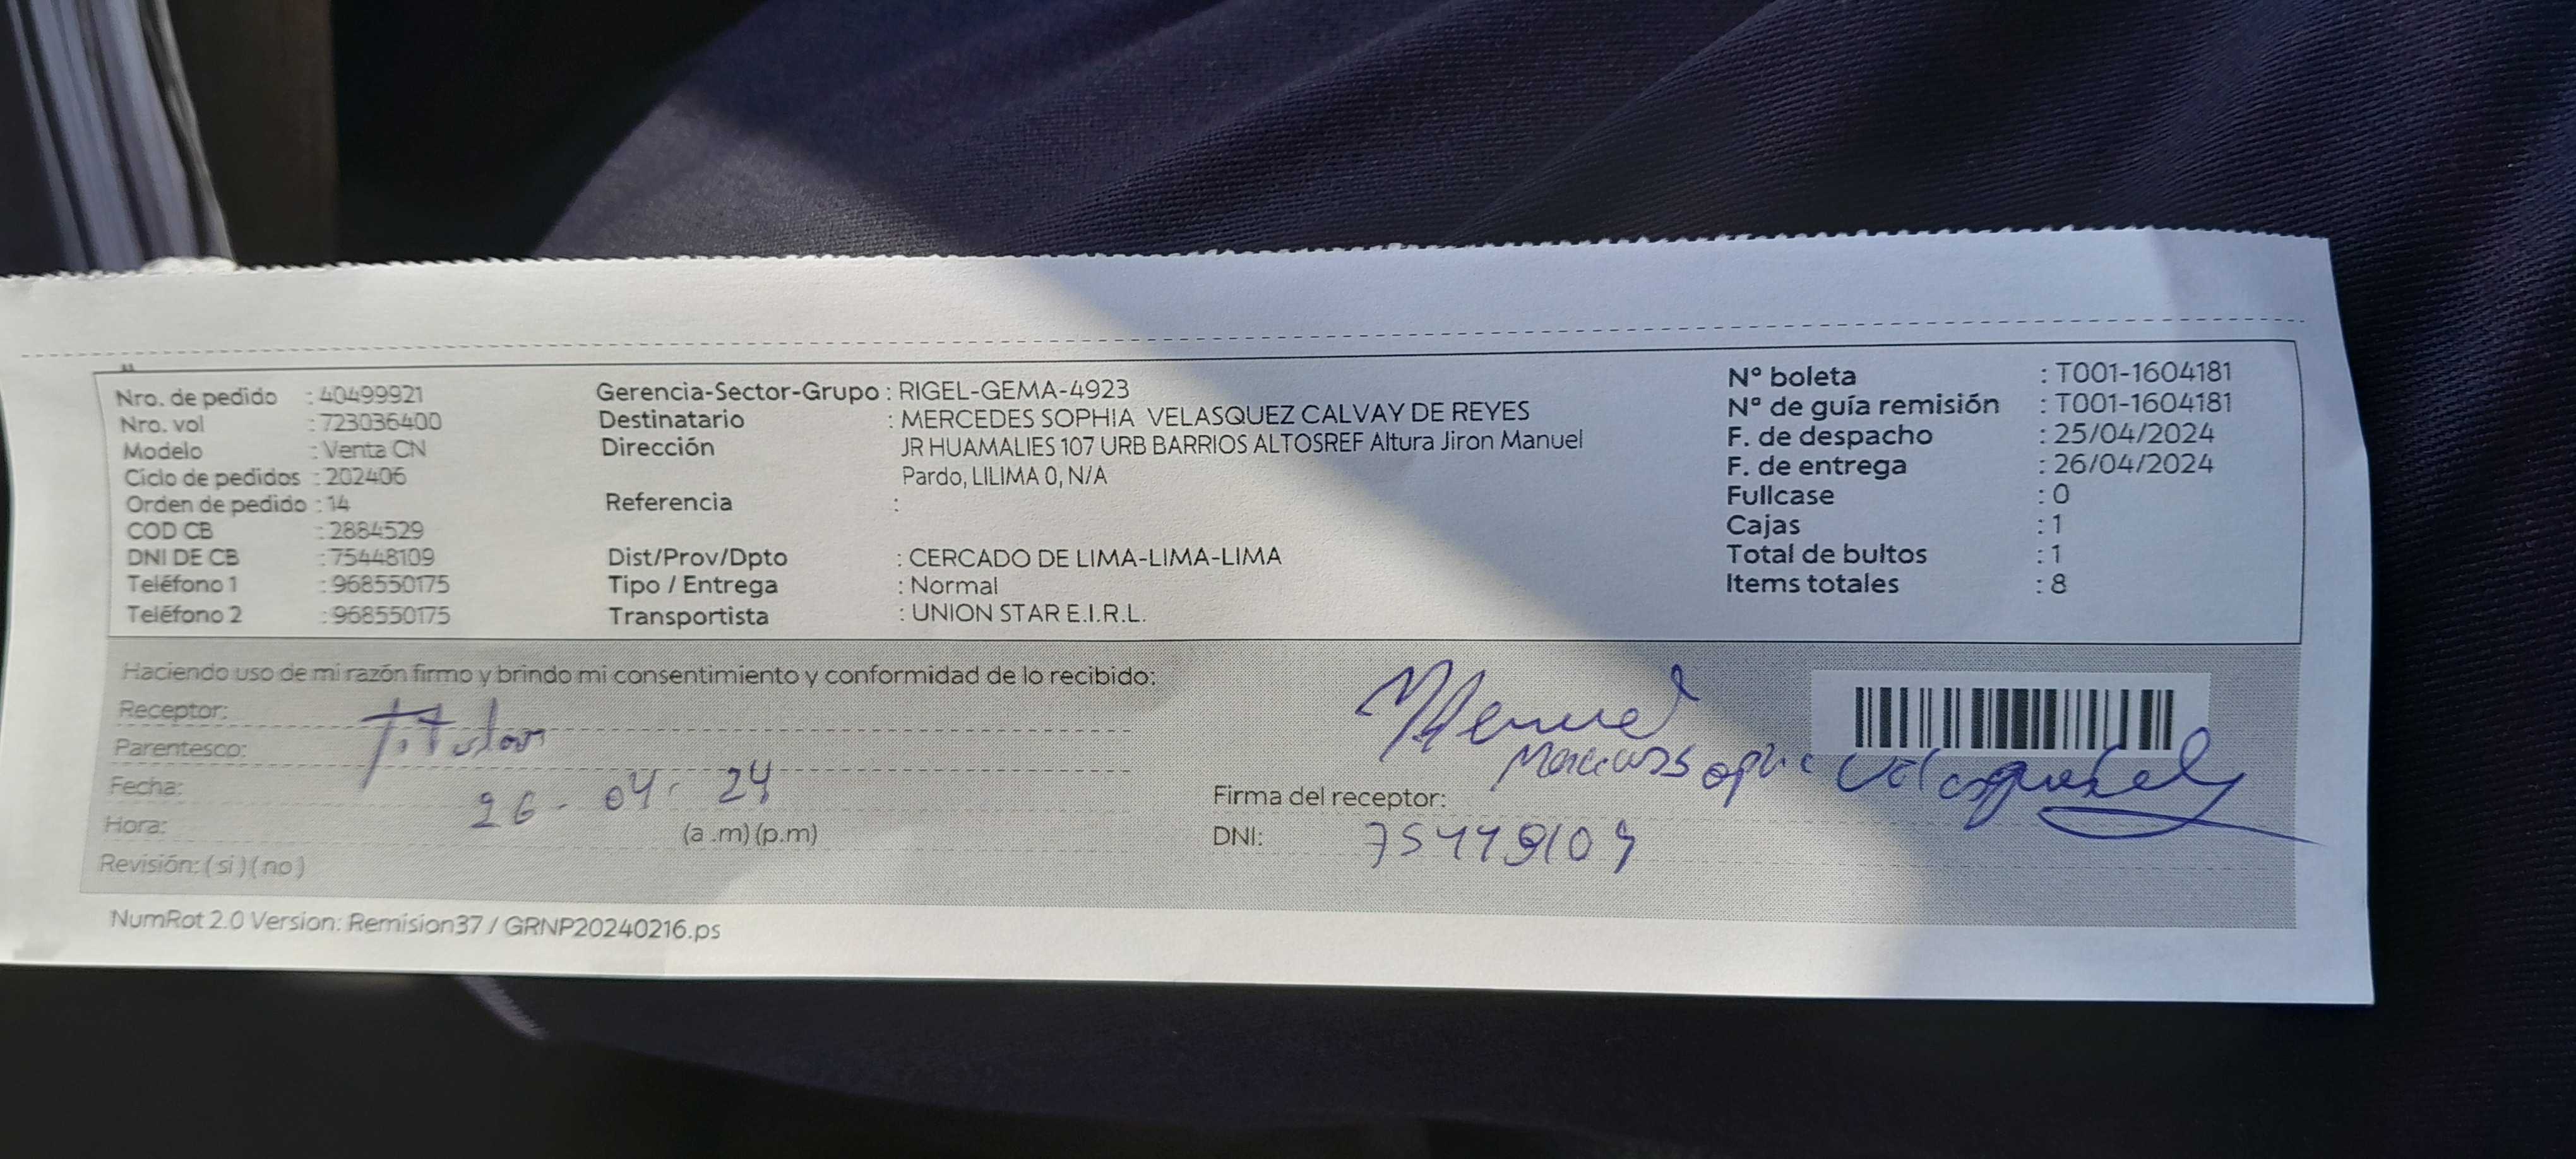 Nro. de pedido : 40499921
Nro. vol : 723036400
Modelo : Venta CN
Ciclo de pedidos : 202406
Orden de pedido : 14
COD CB : 2884529
DNI DE CB : 75448109
Teléfono 1 : 968550175
Teléfono 2 : 968550175
Gerencia-Sector-Grupo : RIGEL-GEMA-4923
Destinatario : MERCEDES SOPHIA VELASQUEZ CALVAY DE REYES
Dirección JR HUAMALIES 107 URB BARRIOS ALTOSREF Altura Jiron Manuel
Pardo, LILIMA 0, N/A
Referencia :
Dist/Prov/Dpto : CERCADO DE LIMA-LIMA-LIMA
Tipo / Entrega : Normal
Transportista : UNION STAR E.I.R.L.
N° boleta : T001-1604181
N° de guía remisión : T001-1604181
F. de despacho : 25/04/2024
F. de entrega : 26/04/2024
Fullcase : 0
Cajas : 1
Total de bultos : 1
Items totales : 8
Haciendo uso de mi razón firmo y brindo mi consentimiento y conformidad de lo recibido:
Receptor:
Parentesco: Titular
Fecha: 26-04-24
Hora: (a .m) (p.m)
Revisión: ( si ) ( no )
Firma del receptor:
DNI:
NumRot 2.0 Version: Remision37 / GRNP20240216.ps